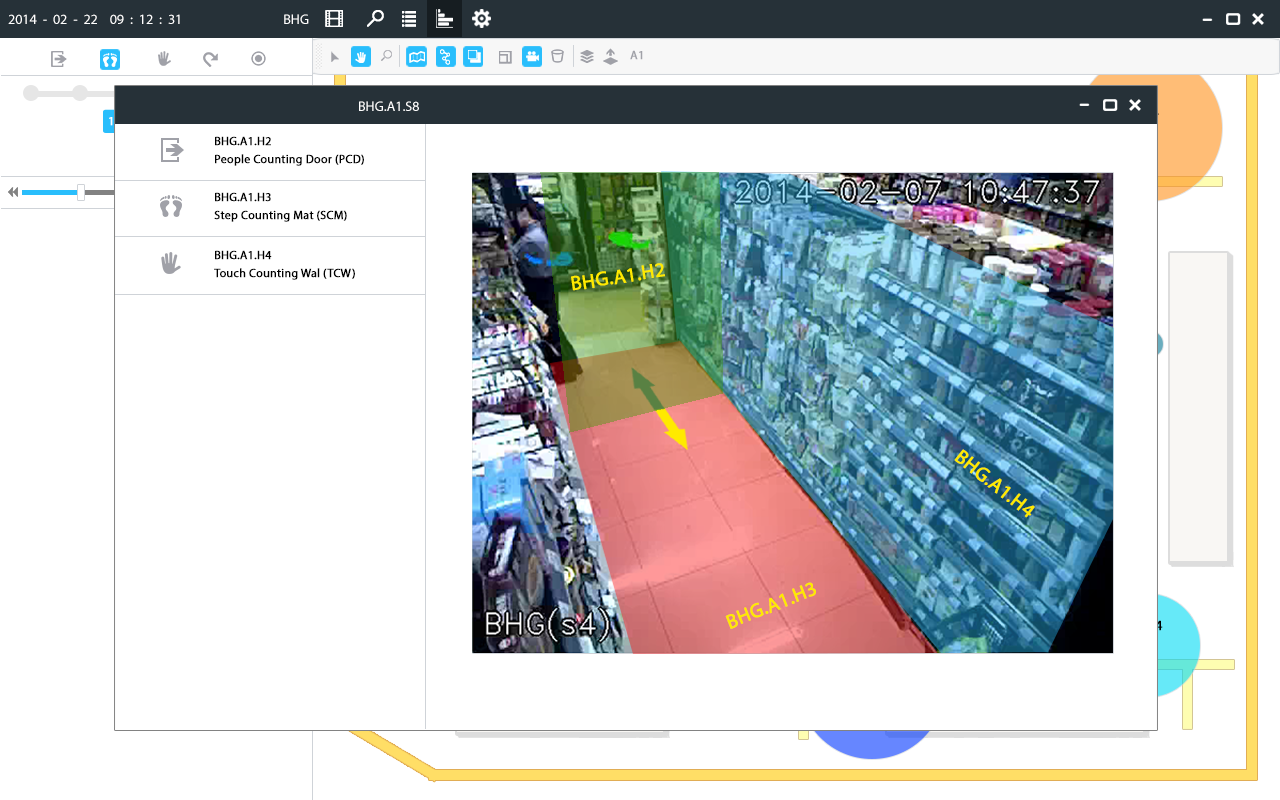 2014 - 02 - 22 09 : 12 : 31
BHG
A1
1
BHG.A1.S8
BHG.A1.H2
People Counting Door (PCD)
BHG.A1.H3
Step Counting Mat (SCM)
BHG.A1.H4
Touch Counting Wal (TCW)
2014-02-07 10:47:37
BHG.A1.H2
BHG.A1.H4
BHG.A1.H3
BHG(s4)
4